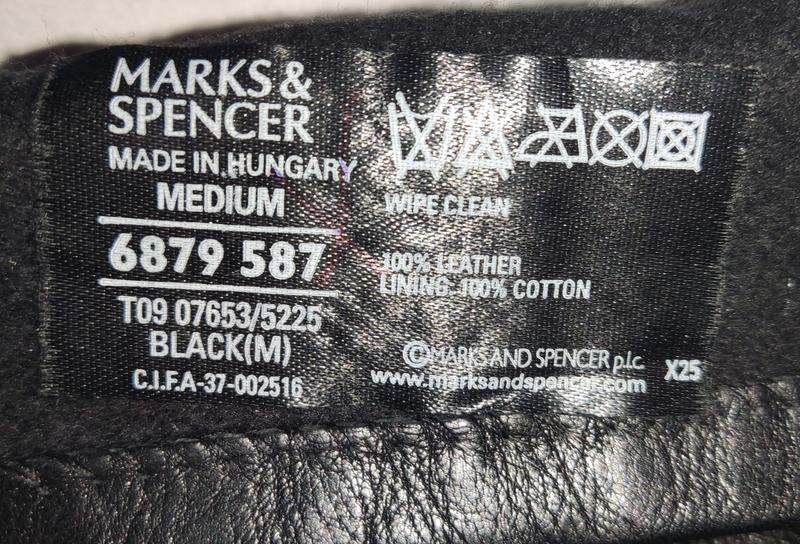 MARKS &
SPENCER
MADE IN HUNGARY
MEDIUM
6879 587
T09 07653/5225
BLACK(M)
C.I.F.A-37-002516
WIPE CLEAN
100% LEATHER
LINING 100% COTTON
©MARKS AND SPENCER p.l.c.
www.marksandspencer.com
X25